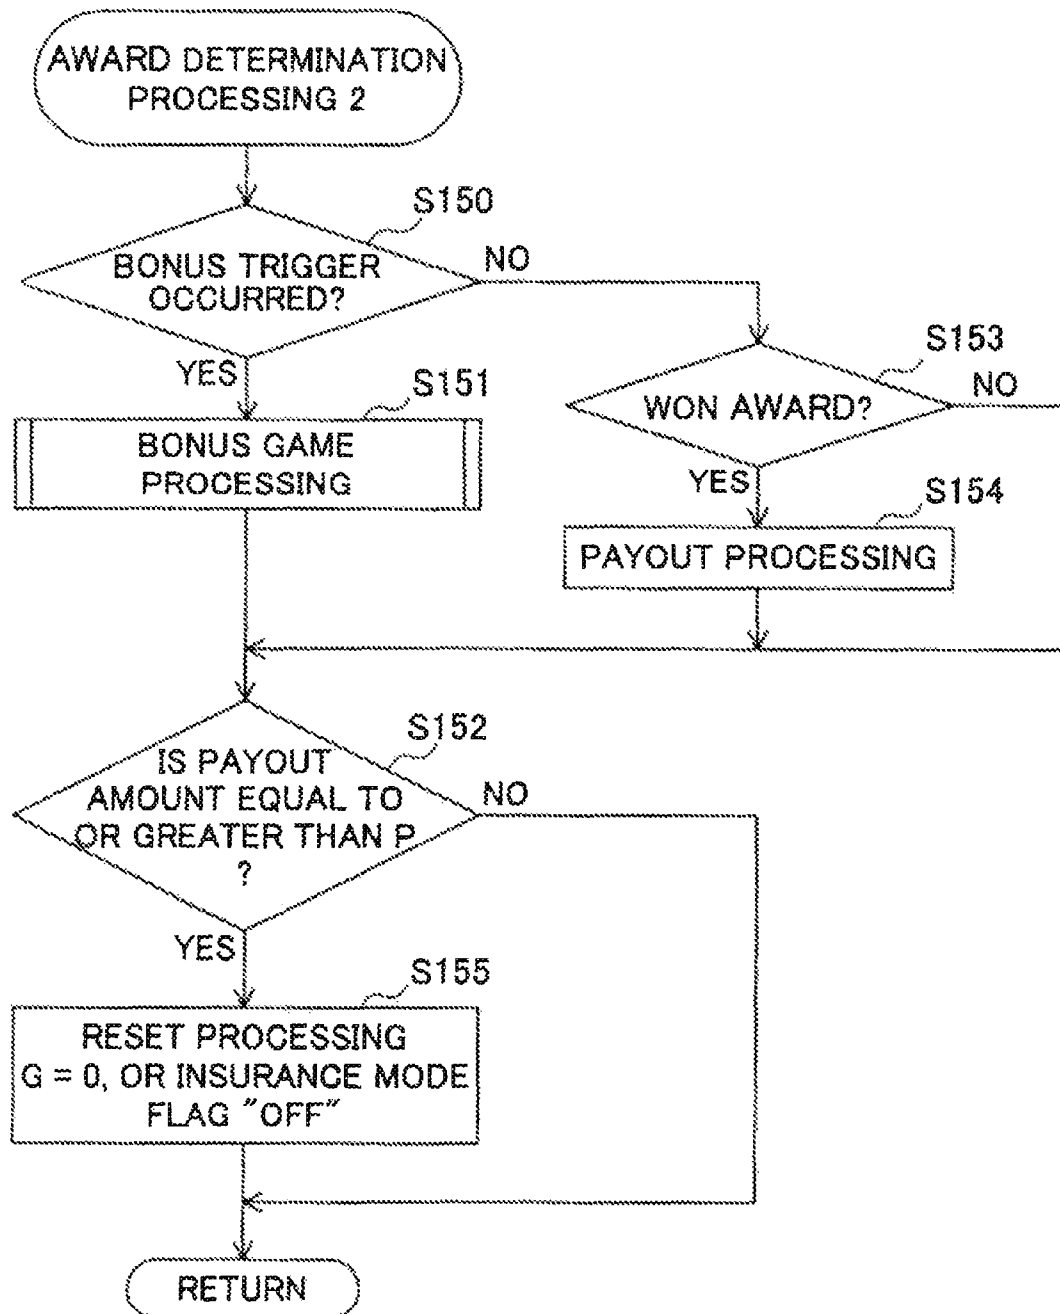 AWARD DETERMINATION
PROCESSING 2
S150
BONUS TRIGGER
OCCURRED?
NO
YES
S153
WON AWARD?
NO
S151
BONUS GAME
PROCESSING
YES
S154
PAYOUT PROCESSING
S152
IS PAYOUT
AMOUNT EQUAL TO
OR GREATER THAN P
?
NO
YES
S155
RESET PROCESSING
G = 0, OR INSURANCE MODE
FLAG "OFF"
RETURN